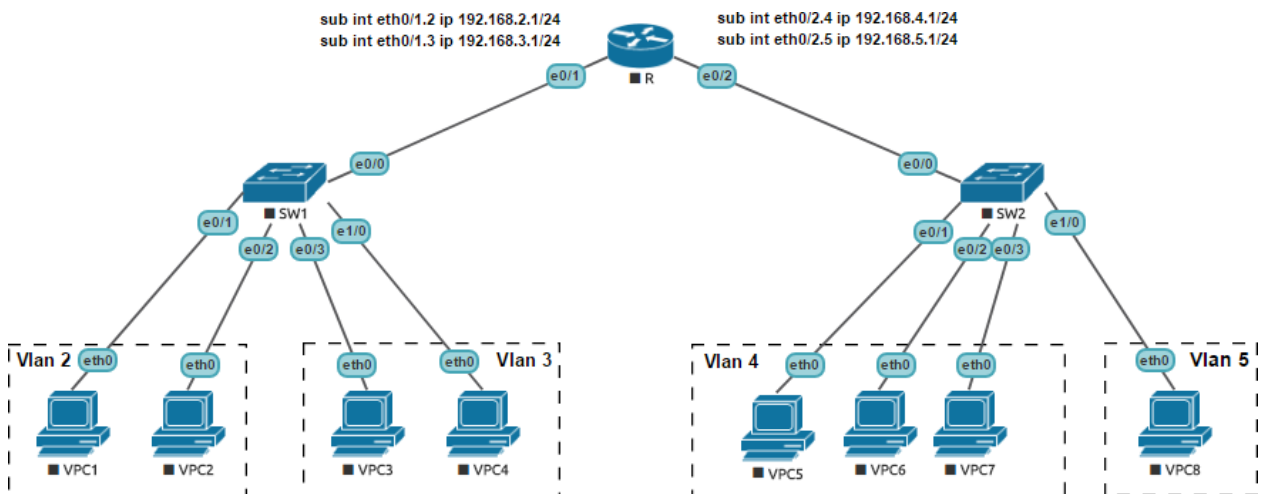 sub int eth0/1.2 ip 192.168.2.1/24
sub int eth0/1.3 ip 192.168.3.1/24
sub int eth0/2.4 ip 192.168.4.1/24
sub int eth0/2.5 ip 192.168.5.1/24
e0/1
R
e0/2
e0/0
SW1
e0/1
e0/2
e0/3
e1/0
e0/0
SW2
e0/1
e0/2
e0/3
e1/0
Vlan 2
eth0
eth0
VPC1
VPC2
Vlan 3
eth0
eth0
VPC3
VPC4
Vlan 4
eth0
eth0
eth0
VPC5
VPC6
VPC7
Vlan 5
eth0
VPC8